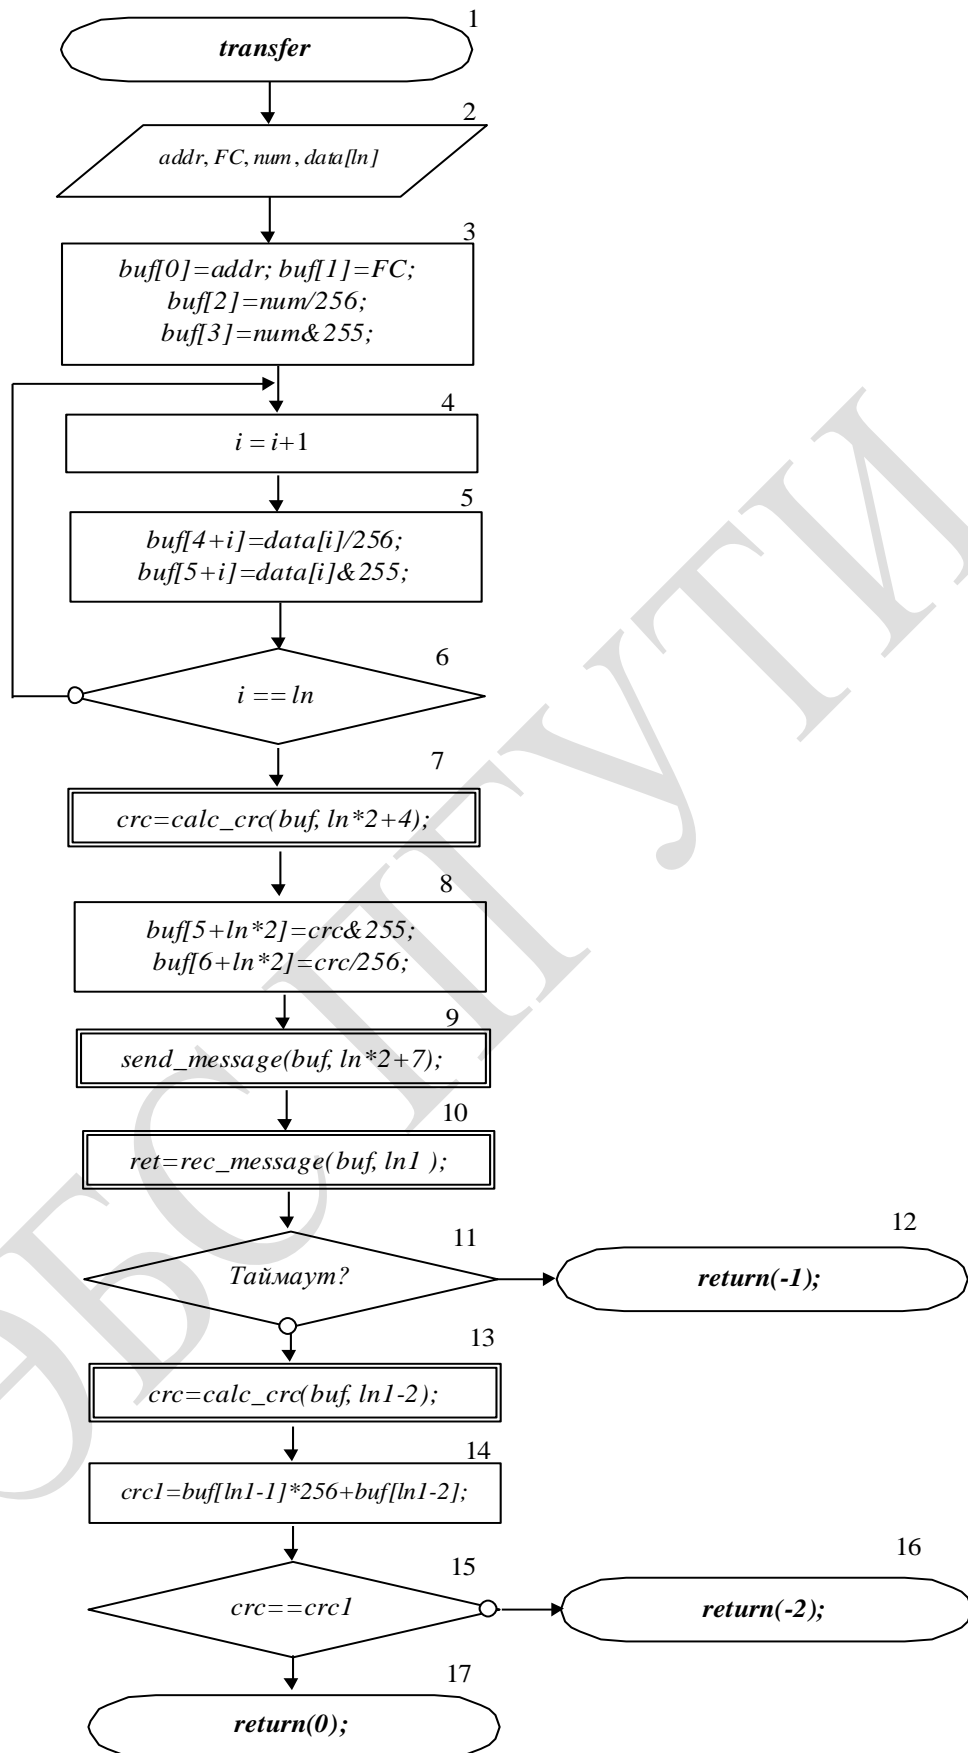 1
transfer
2
addr, FC, num, data[ln]
3
buf[0]=addr; buf[1]=FC;
buf[2]=num/256;
buf[3]=num&255;
4
i = i+1
5
buf[4+i]=data[i]/256;
buf[5+i]=data[i]&255;
6
i == ln
7
crc=calc_crc(buf, ln*2+4);
8
buf[5+ln*2]=crc&255;
buf[6+ln*2]=crc/256;
9
send_message(buf, ln*2+7);
10
ret=rec_message(buf, ln1 );
11
Таймаут?
12
return(-1);
13
crc=calc_crc(buf, ln1-2);
14
crc1=buf[ln1-1]*256+buf[ln1-2];
15
crc==crc1
16
return(-2);
17
return(0);
ЭБС ПГУТИ